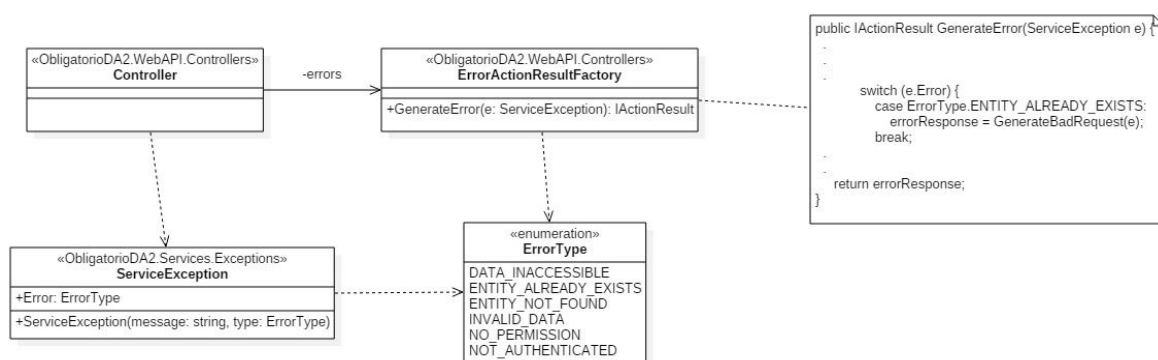 «ObligatorioDA2.WebAPI.Controllers»
Controller
-errors
«ObligatorioDA2.WebAPI.Controllers»
ErrorActionResultFactory
+GenerateError(e: ServiceException): IActionResult
public IActionResult GenerateError(ServiceException e) {
.
.
.
switch (e.Error) {
case ErrorType.ENTITY_ALREADY_EXISTS:
errorResponse = GenerateBadRequest(e);
break;
.
.
return errorResponse;
}
«ObligatorioDA2.Services.Exceptions»
ServiceException
+Error: ErrorType
+ServiceException(message: string, type: ErrorType)
«enumeration»
ErrorType
DATA_INACCESSIBLE
ENTITY_ALREADY_EXISTS
ENTITY_NOT_FOUND
INVALID_DATA
NO_PERMISSION
NOT_AUTHENTICATED